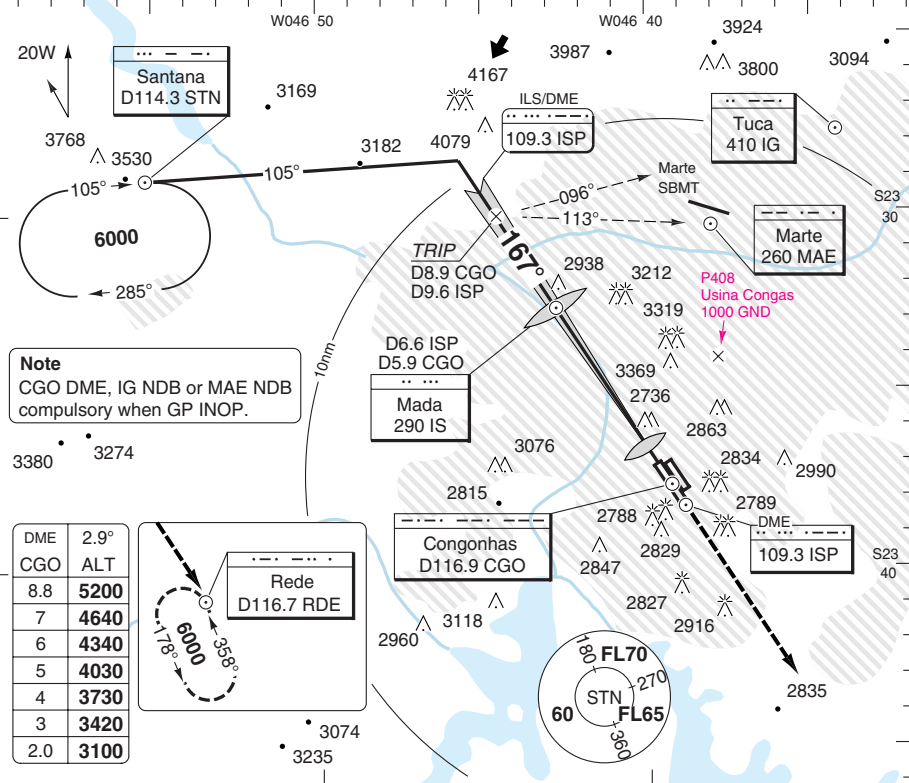 W046 50
W046 40
20W
Santana
D114.3 STN
3169
3768
3530
3182
105°
105°
6000
285°
3987
4167
4079
ILS/DME
109.3 ISP
3924
3800
3094
Tuca
410 IG
Marte
SBMT
096°
113°
S23
30
Marte
260 MAE
TRIP
D8.9 CGO
D9.6 ISP
167°
2938
3212
3319
P408
Usina Congas
1000 GND
10nm
D6.6 ISP
D5.9 CGO
Mada
290 IS
3369
2736
2863
Note
CGO DME, IG NDB or MAE NDB
compulsory when GP INOP.
3380
3274
3076
2815
2834
2990
2788
2789
2829
2847
DME
109.3 ISP
Congonhas
D116.9 CGO
S23
40
2827
2916
3118
2960
2835
DME 2.9°
CGO ALT
8.8 5200
7 4640
6 4340
5 4030
4 3730
3 3420
2.0 3100
Rede
D116.7 RDE
6000
178°
358°
3074
3235
180
FL70
270
STN
60
FL65
360